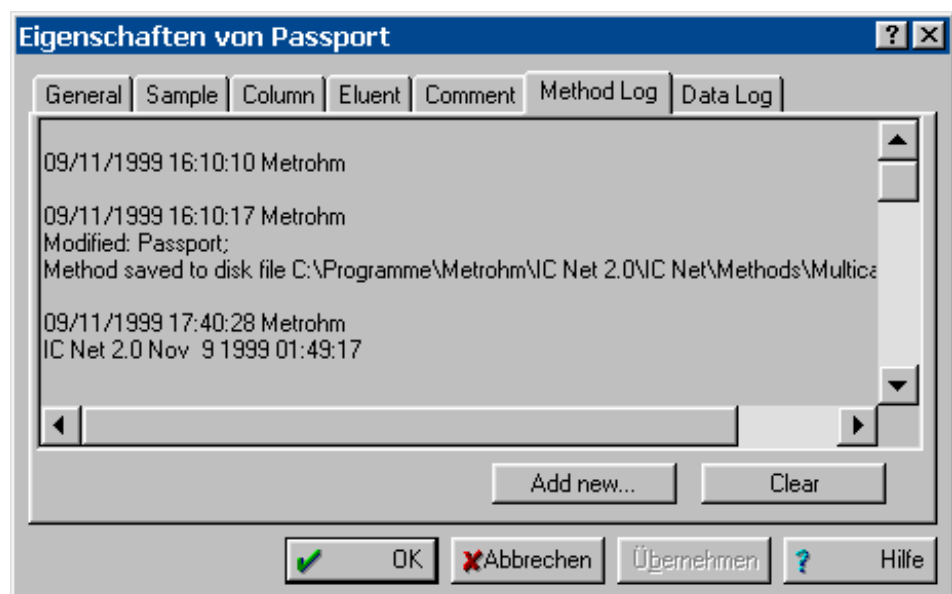 Eigenschaften von Passport
?
General Sample Column Eluent Comment Method Log Data Log
09/11/1999 16:10:10 Metrohm
09/11/1999 16:10:17 Metrohm
Modified: Passport;
Method saved to disk file C:\Programme\Metrohm\IC Net 2.0\IC Net\Methods\Multica
09/11/1999 17:40:28 Metrohm
IC Net 2.0 Nov  9 1999 01:49:17
Add new... Clear
OK Abbrechen Übernehmen ? Hilfe